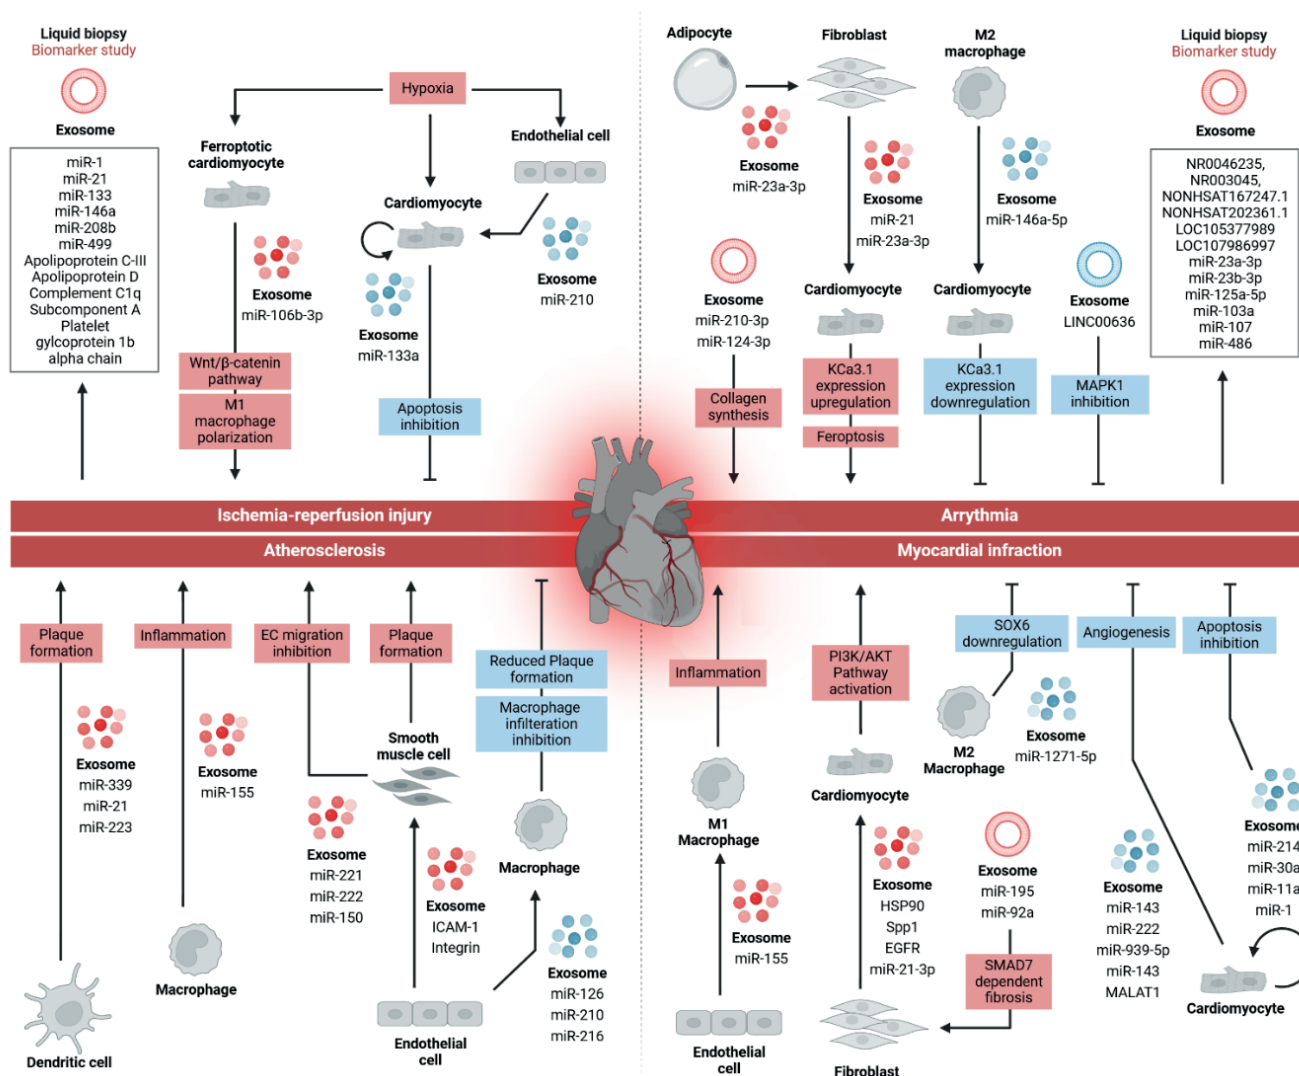 Liquid biopsy
Biomarker study
Exosome
miR-1
miR-21
miR-133
miR-146a
miR-208b
miR-499
Apolipoprotein C-III
Apolipoprotein D
Complement C1q
Subcomponent A
Platelet
gylcoprotein 1b
alpha chain
Hypoxia
Ferroptotic
cardiomyocyte
Exosome
miR-106b-3p
Wnt/β-catenin
pathway
M1
macrophage
polarization
Cardiomyocyte
Exosome
miR-133a
Apoptosis
inhibition
Endothelial cell
Exosome
miR-210
Adipocyte
Exosome
miR-23a-3p
Fibroblast
Exosome
miR-21
miR-23a-3p
M2
macrophage
Exosome
miR-146a-5p
Exosome
miR-210-3p
miR-124-3p
Collagen
synthesis
Cardiomyocyte
KCa3.1
expression
upregulation
Feroptosis
Cardiomyocyte
KCa3.1
expression
downregulation
Exosome
LINC00636
MAPK1
inhibition
Liquid biopsy
Biomarker study
Exosome
NR0046235,
NR003045,
NONHSAT167247.1
NONHSAT202361.1
LOC105377989
LOC107986997
miR-23a-3p
miR-23b-3p
miR-125a-5p
miR-103a
miR-107
miR-486
Ischemia-reperfusion injury
Arrythmia
Atherosclerosis
Myocardial infraction
Plaque
formation
Exosome
miR-339
miR-21
miR-223
Dendritic cell
Inflammation
Exosome
miR-155
Macrophage
EC migration
inhibition
Exosome
miR-221
miR-222
miR-150
Plaque
formation
Smooth
muscle cell
Exosome
ICAM-1
Integrin
Endothelial
cell
Reduced Plaque
formation
Macrophage
infilteration
inhibition
Macrophage
Exosome
miR-126
miR-210
miR-216
Inflammation
M1
Macrophage
Exosome
miR-155
Endothelial
cell
PI3K/AKT
Pathway
activation
Cardiomyocyte
Exosome
HSP90
Spp1
EGFR
miR-21-3p
Fibroblast
SOX6
downregulation
M2
Macrophage
Exosome
miR-1271-5p
Exosome
miR-195
miR-92a
SMAD7
dependent
fibrosis
Angiogenesis
Exosome
miR-143
miR-222
miR-939-5p
miR-143
MALAT1
Apoptosis
inhibition
Exosome
miR-214
miR-30a
miR-11a
miR-1
Cardiomyocyte